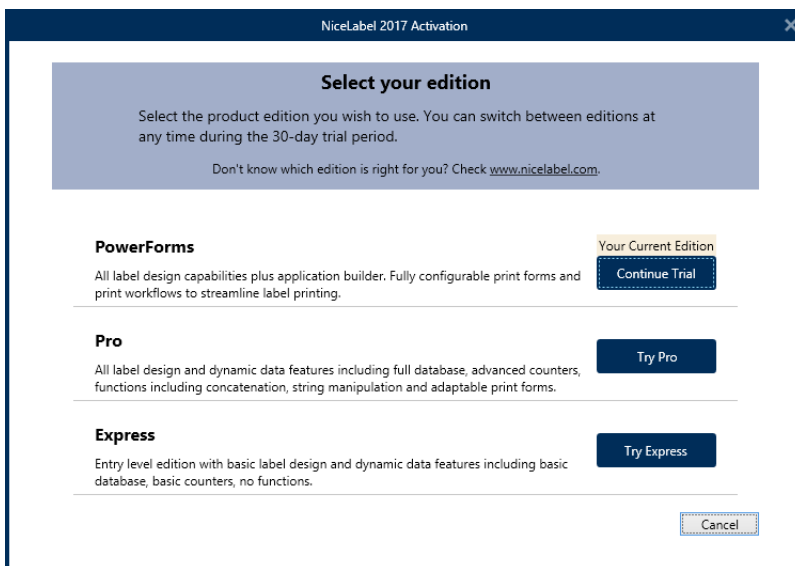 NiceLabel 2017 Activation
Select your edition
Select the product edition you wish to use. You can switch between editions at
any time during the 30-day trial period.
Don't know which edition is right for you? Check www.nicelabel.com.
PowerForms
Your Current Edition
All label design capabilities plus application builder. Fully configurable print forms and
print workflows to streamline label printing.
Continue Trial
Pro
All label design and dynamic data features including full database, advanced counters,
functions including concatenation, string manipulation and adaptable print forms.
Try Pro
Express
Entry level edition with basic label design and dynamic data features including basic
database, basic counters, no functions.
Try Express
Cancel